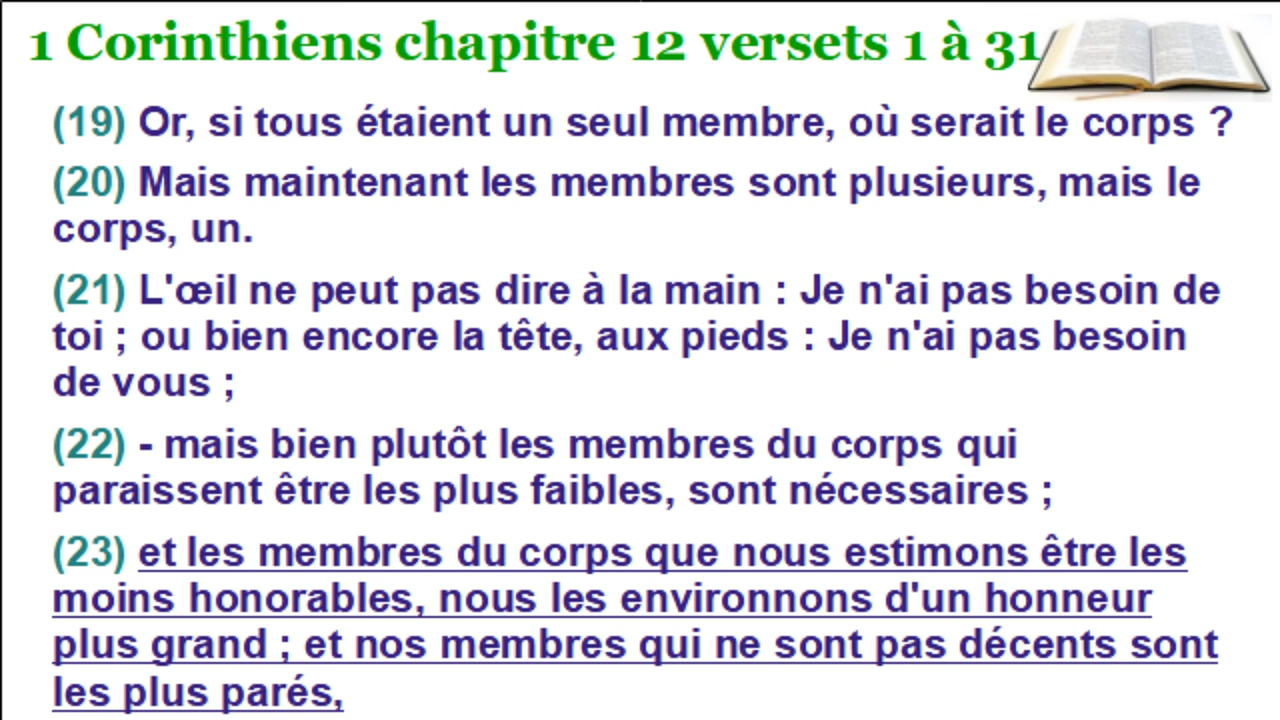 1 Corinthiens chapitre 12 versets 1 à 31
(19) Or, si tous étaient un seul membre, où serait le corps ?
(20) Mais maintenant les membres sont plusieurs, mais le
corps, un.
(21) L'œil ne peut pas dire à la main : Je n'ai pas besoin de
toi ; ou bien encore la tête, aux pieds : Je n'ai pas besoin
de vous ;
(22) - mais bien plutôt les membres du corps qui
paraissent être les plus faibles, sont nécessaires ;
(23) et les membres du corps que nous estimons être les
moins honorables, nous les environnons d'un honneur
plus grand ; et nos membres qui ne sont pas décents sont
les plus parés,